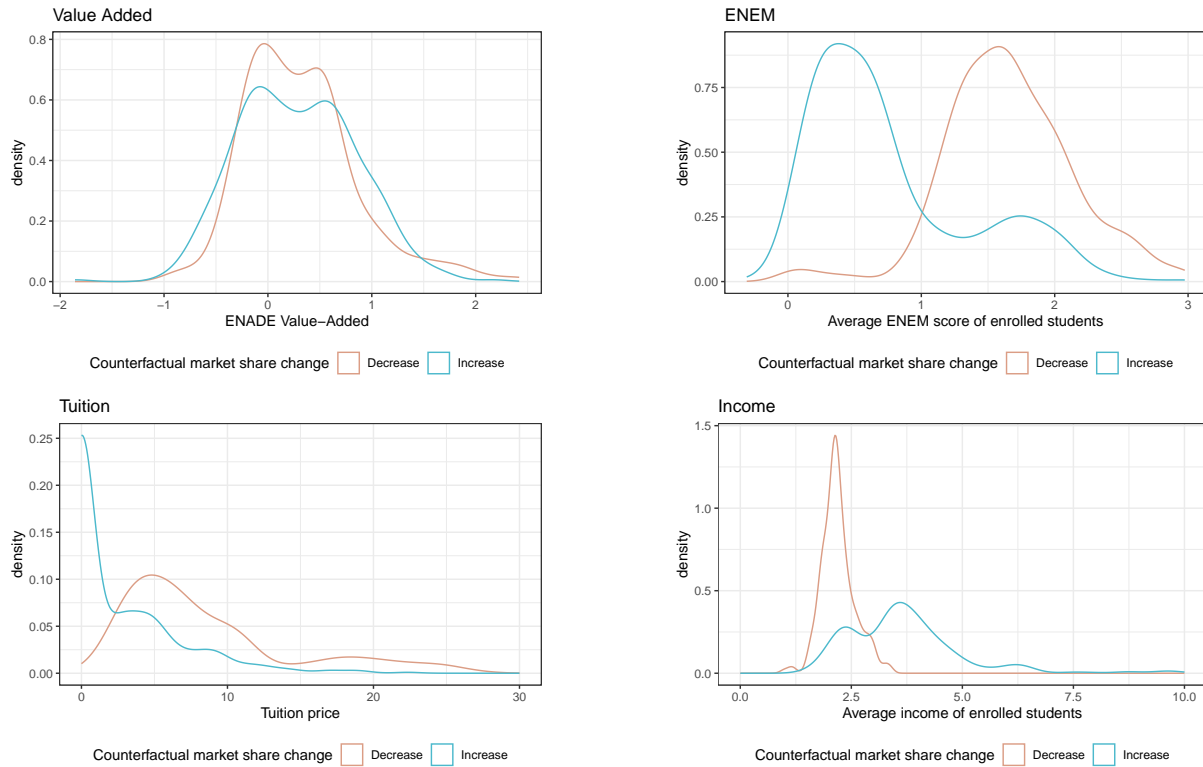 Value Added
0.8
0.6
0.4
0.2
0.0
density
−2
−1
0
1
2
ENADE Value−Added
Counterfactual market share change Decrease Increase
ENEM
0.75
0.50
0.25
0.00
density
0
1
2
3
Average ENEM score of enrolled students
Counterfactual market share change Decrease Increase
Tuition
0.25
0.20
0.15
0.10
0.05
0.00
density
0
10
20
30
Tuition price
Counterfactual market share change Decrease Increase
Income
1.5
1.0
0.5
0.0
density
0.0
2.5
5.0
7.5
10.0
Average income of enrolled students
Counterfactual market share change Decrease Increase